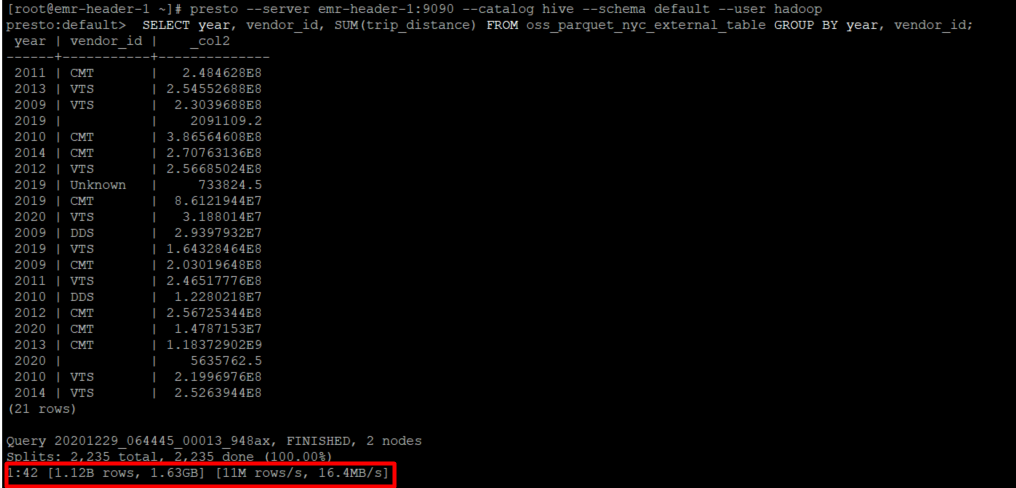 [root@emr-header-1 ~]# presto --server emr-header-1:9090 --catalog hive --schema default --user hadoop
presto:default>  SELECT year, vendor_id, SUM(trip_distance) FROM oss_parquet_nyc_external_table GROUP BY year, vendor_id;
 year | vendor_id |    _col2
------+-----------+--------------
 2011 | CMT       |   2.484628E8
 2013 | VTS       | 2.54552688E8
 2009 | VTS       |  2.3039688E8
 2019 |           |    2091109.2
 2010 | CMT       | 3.86564608E8
 2014 | CMT       | 2.70763136E8
 2012 | VTS       | 2.56685024E8
 2019 | Unknown   |     733824.5
 2019 | CMT       |  8.6121944E7
 2020 | VTS       |   3.188014E7
 2009 | DDS       |  2.9397932E7
 2019 | VTS       | 1.64328464E8
 2009 | CMT       | 2.03019648E8
 2011 | VTS       | 2.46517776E8
 2010 | DDS       |  1.2280218E7
 2012 | CMT       | 2.56725344E8
 2020 | CMT       |  1.4787153E7
 2013 | CMT       | 1.18372902E9
 2020 |           |    5635762.5
 2010 | VTS       |  2.1996976E8
 2014 | VTS       |  2.5263944E8
(21 rows)

Query 20201229_064445_00013_948ax, FINISHED, 2 nodes
Splits: 2,235 total, 2,235 done (100.00%)
1:42 [1.12B rows, 1.63GB] [11M rows/s, 16.4MB/s]